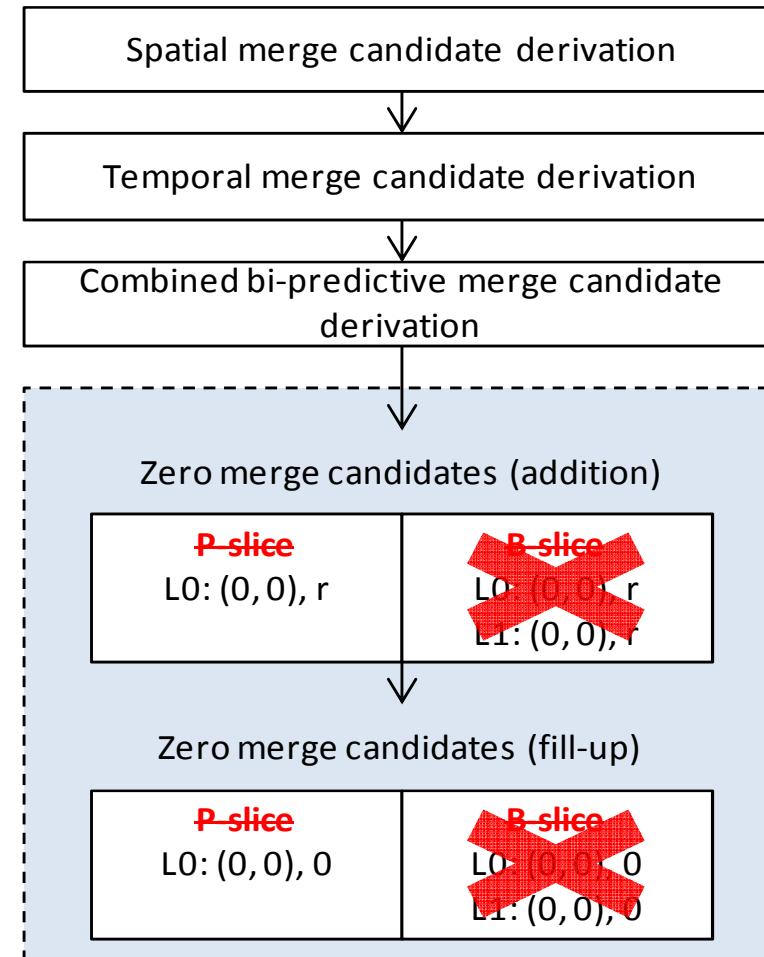 Spatial merge candidate derivation
Temporal merge candidate derivation
Combined bi-predictive merge candidate
derivation
Zero merge candidates (addition)
P-slice
L0: (0, 0), r
B-slice
L0: (0, 0), r
L1: (0, 0), r
Zero merge candidates (fill-up)
P-slice
L0: (0, 0), 0
B-slice
L0: (0, 0), 0
L1: (0, 0), 0